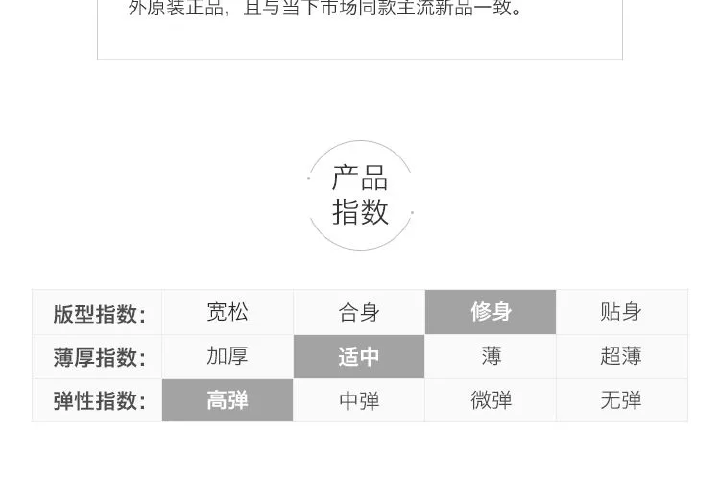 外原装正品，且与当下市场同款主流新品一致。
产品
指数
版型指数： 宽松 合身 修身 贴身
薄厚指数： 加厚 适中 薄 超薄
弹性指数： 高弹 中弹 微弹 无弹